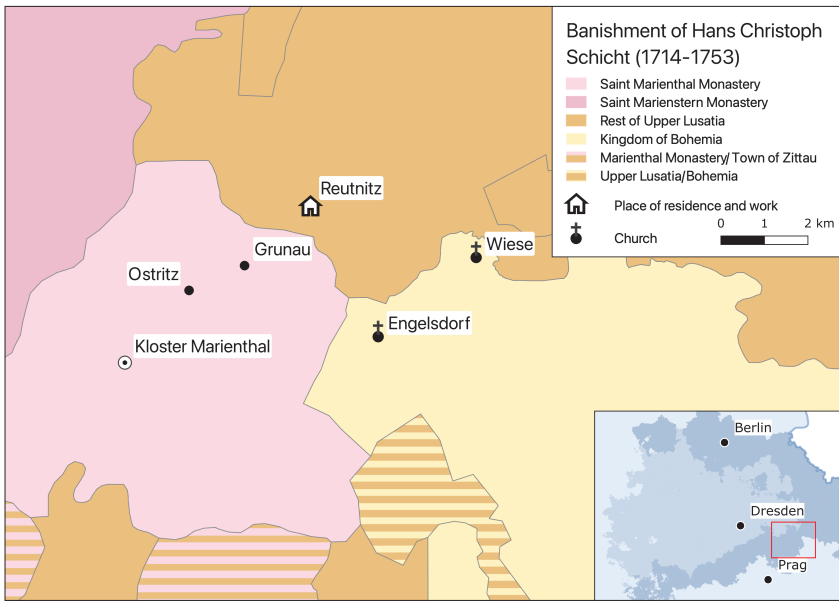 Banishment of Hans Christoph
Schicht (1714-1753)
Saint Marienthal Monastery
Saint Marienstern Monastery
Rest of Upper Lusatia
Kingdom of Bohemia
Marienthal Monastery/ Town of Zittau
Upper Lusatia/Bohemia
Place of residence and work
0 1 2 km
Church
Reutnitz
Wiese
Grunau
Ostritz
Engelsdorf
Kloster Marienthal
Berlin
Dresden
Prag